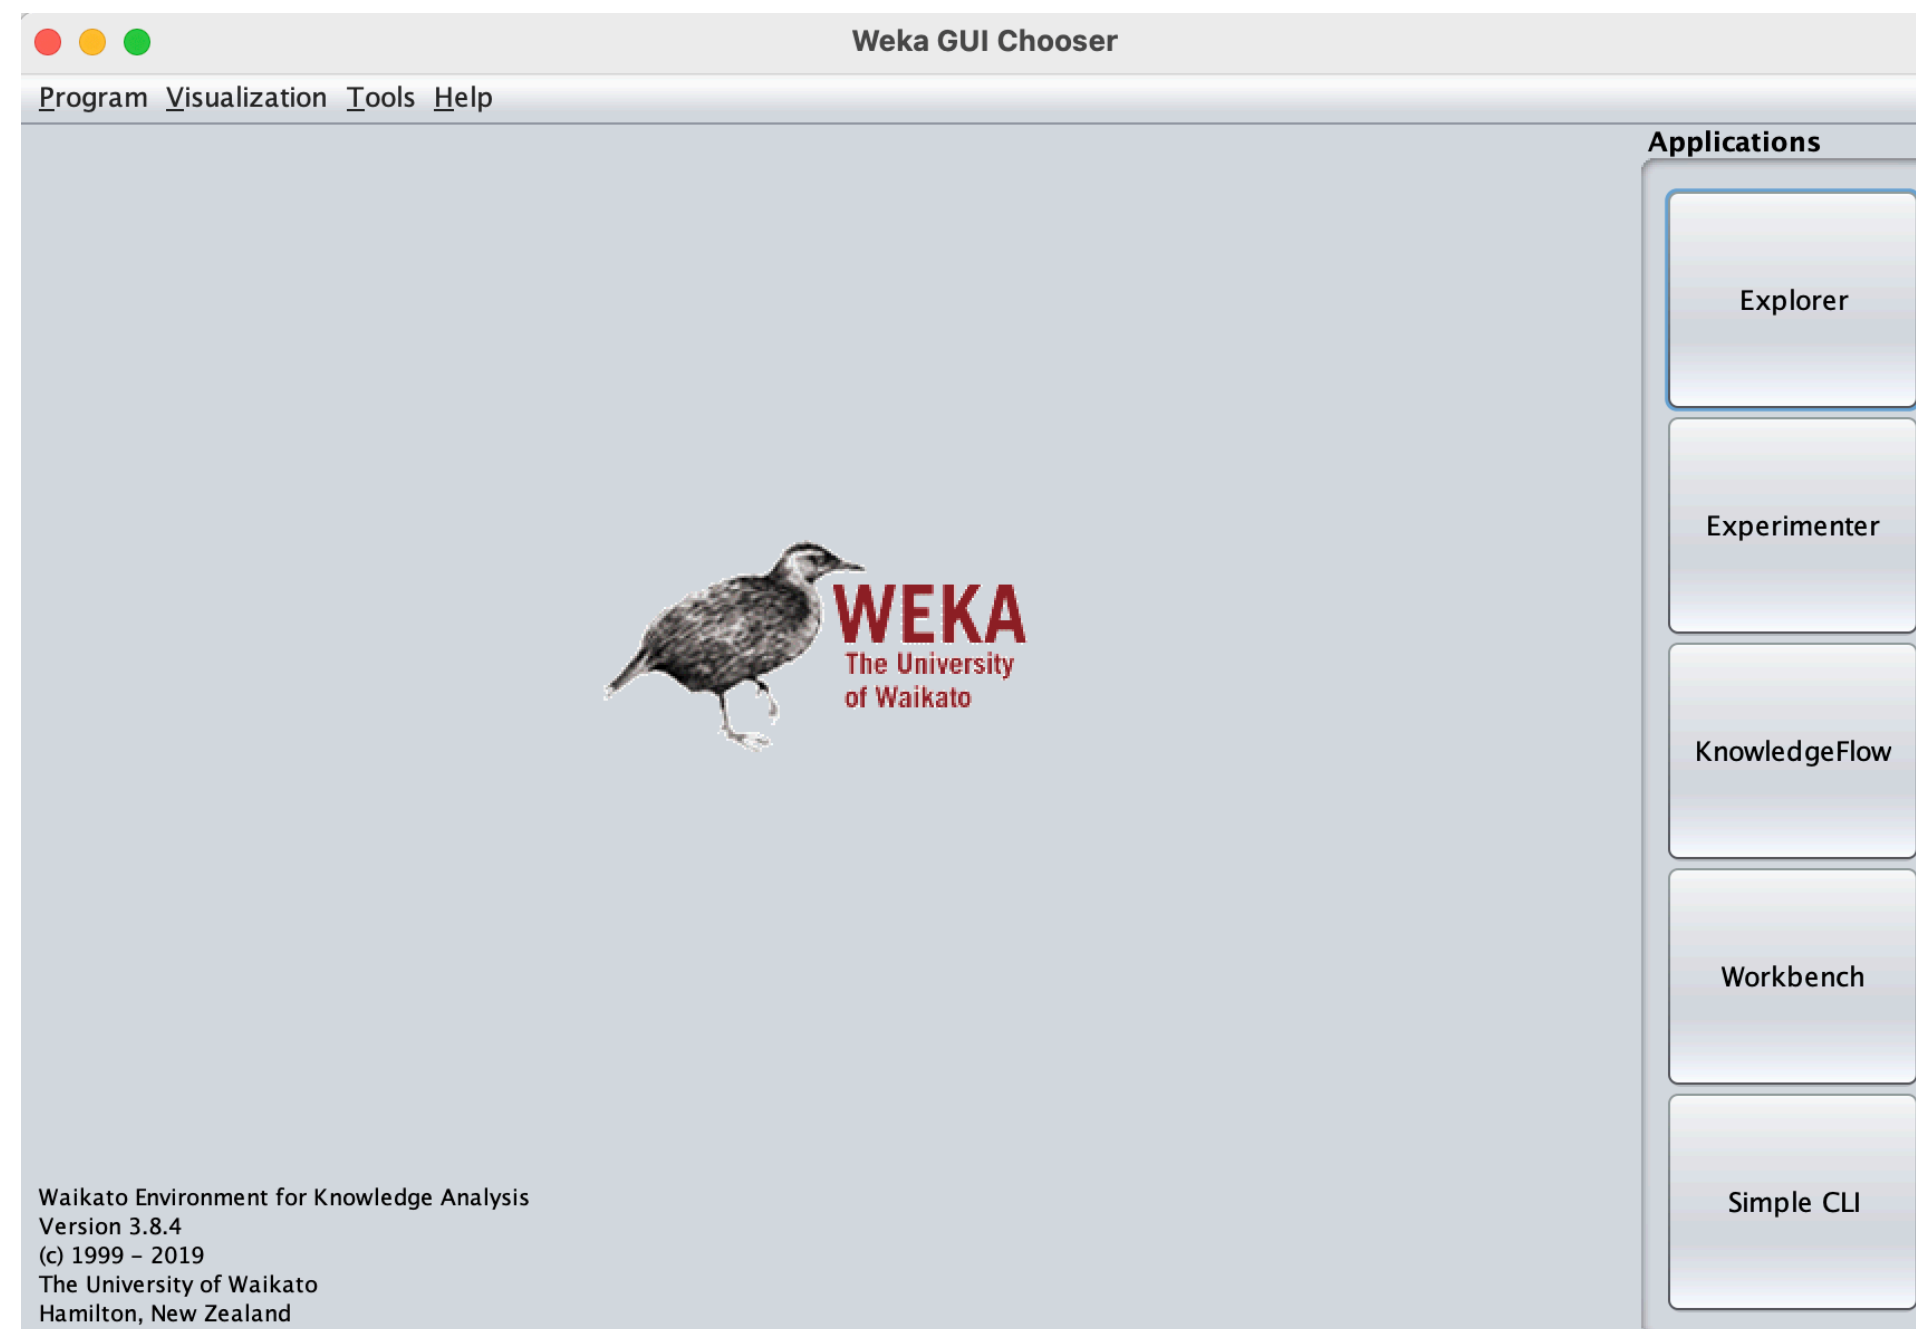 Weka GUI Chooser
Program Visualization Tools Help
Applications
Explorer
Experimenter
KnowledgeFlow
Workbench
Simple CLI
WEKA
The University
of Waikato
Waikato Environment for Knowledge Analysis
Version 3.8.4
(c) 1999 – 2019
The University of Waikato
Hamilton, New Zealand